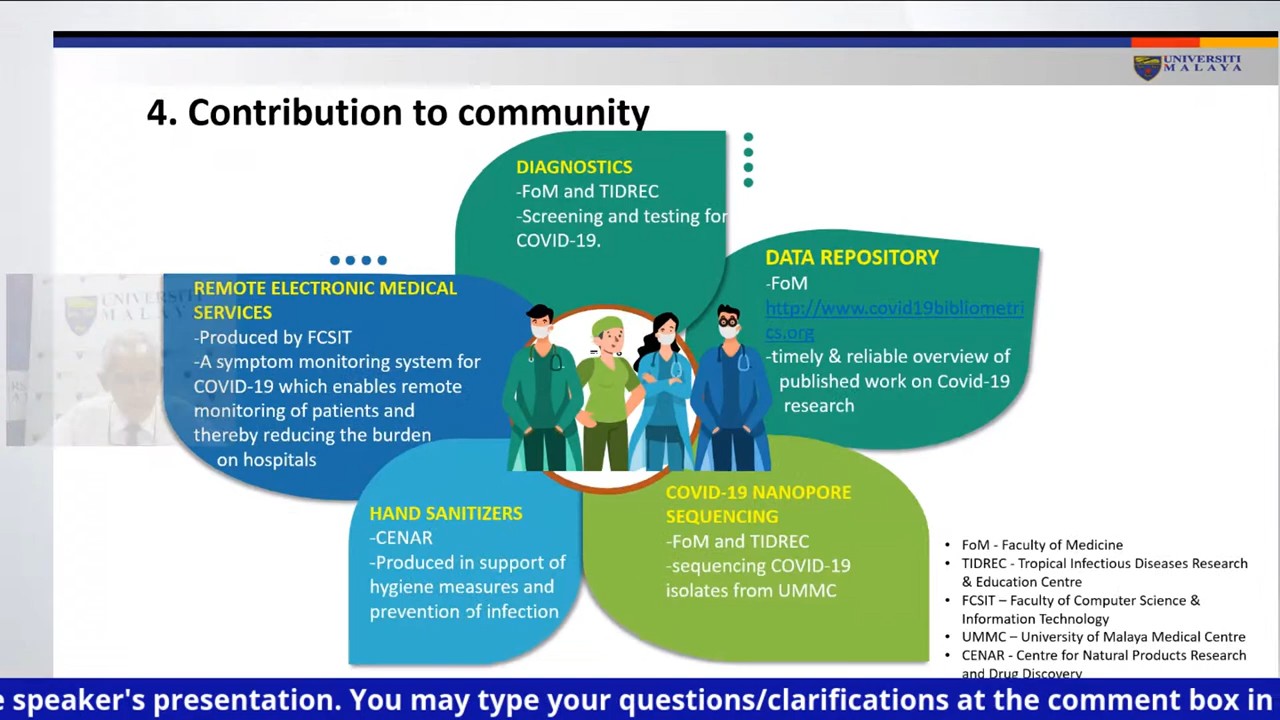 UNIVERSITI
MALAYA
4. Contribution to community
DIAGNOSTICS
-FoM and TIDREC
-Screening and testing for
COVID-19.
DATA REPOSITORY
-FoM
http://www.covid19bibliometri
cs.org
-timely & reliable overview of
published work on Covid-19
research
REMOTE ELECTRONIC MEDICAL
SERVICES
-Produced by FCSIT
-A symptom monitoring system for
COVID-19 which enables remote
monitoring of patients and
thereby reducing the burden
on hospitals
HAND SANITIZERS
-CENAR
-Produced in support of
hygiene measures and
prevention of infection
COVID-19 NANOPORE
SEQUENCING
-FoM and TIDREC
-sequencing COVID-19
isolates from UMMC
• FoM - Faculty of Medicine
• TIDREC - Tropical Infectious Diseases Research
& Education Centre
• FCSIT – Faculty of Computer Science &
Information Technology
• UMMC – University of Malaya Medical Centre
• CENAR - Centre for Natural Products Research
and Drug Discovery
speaker's presentation. You may type your questions/clarifications at the comment box in